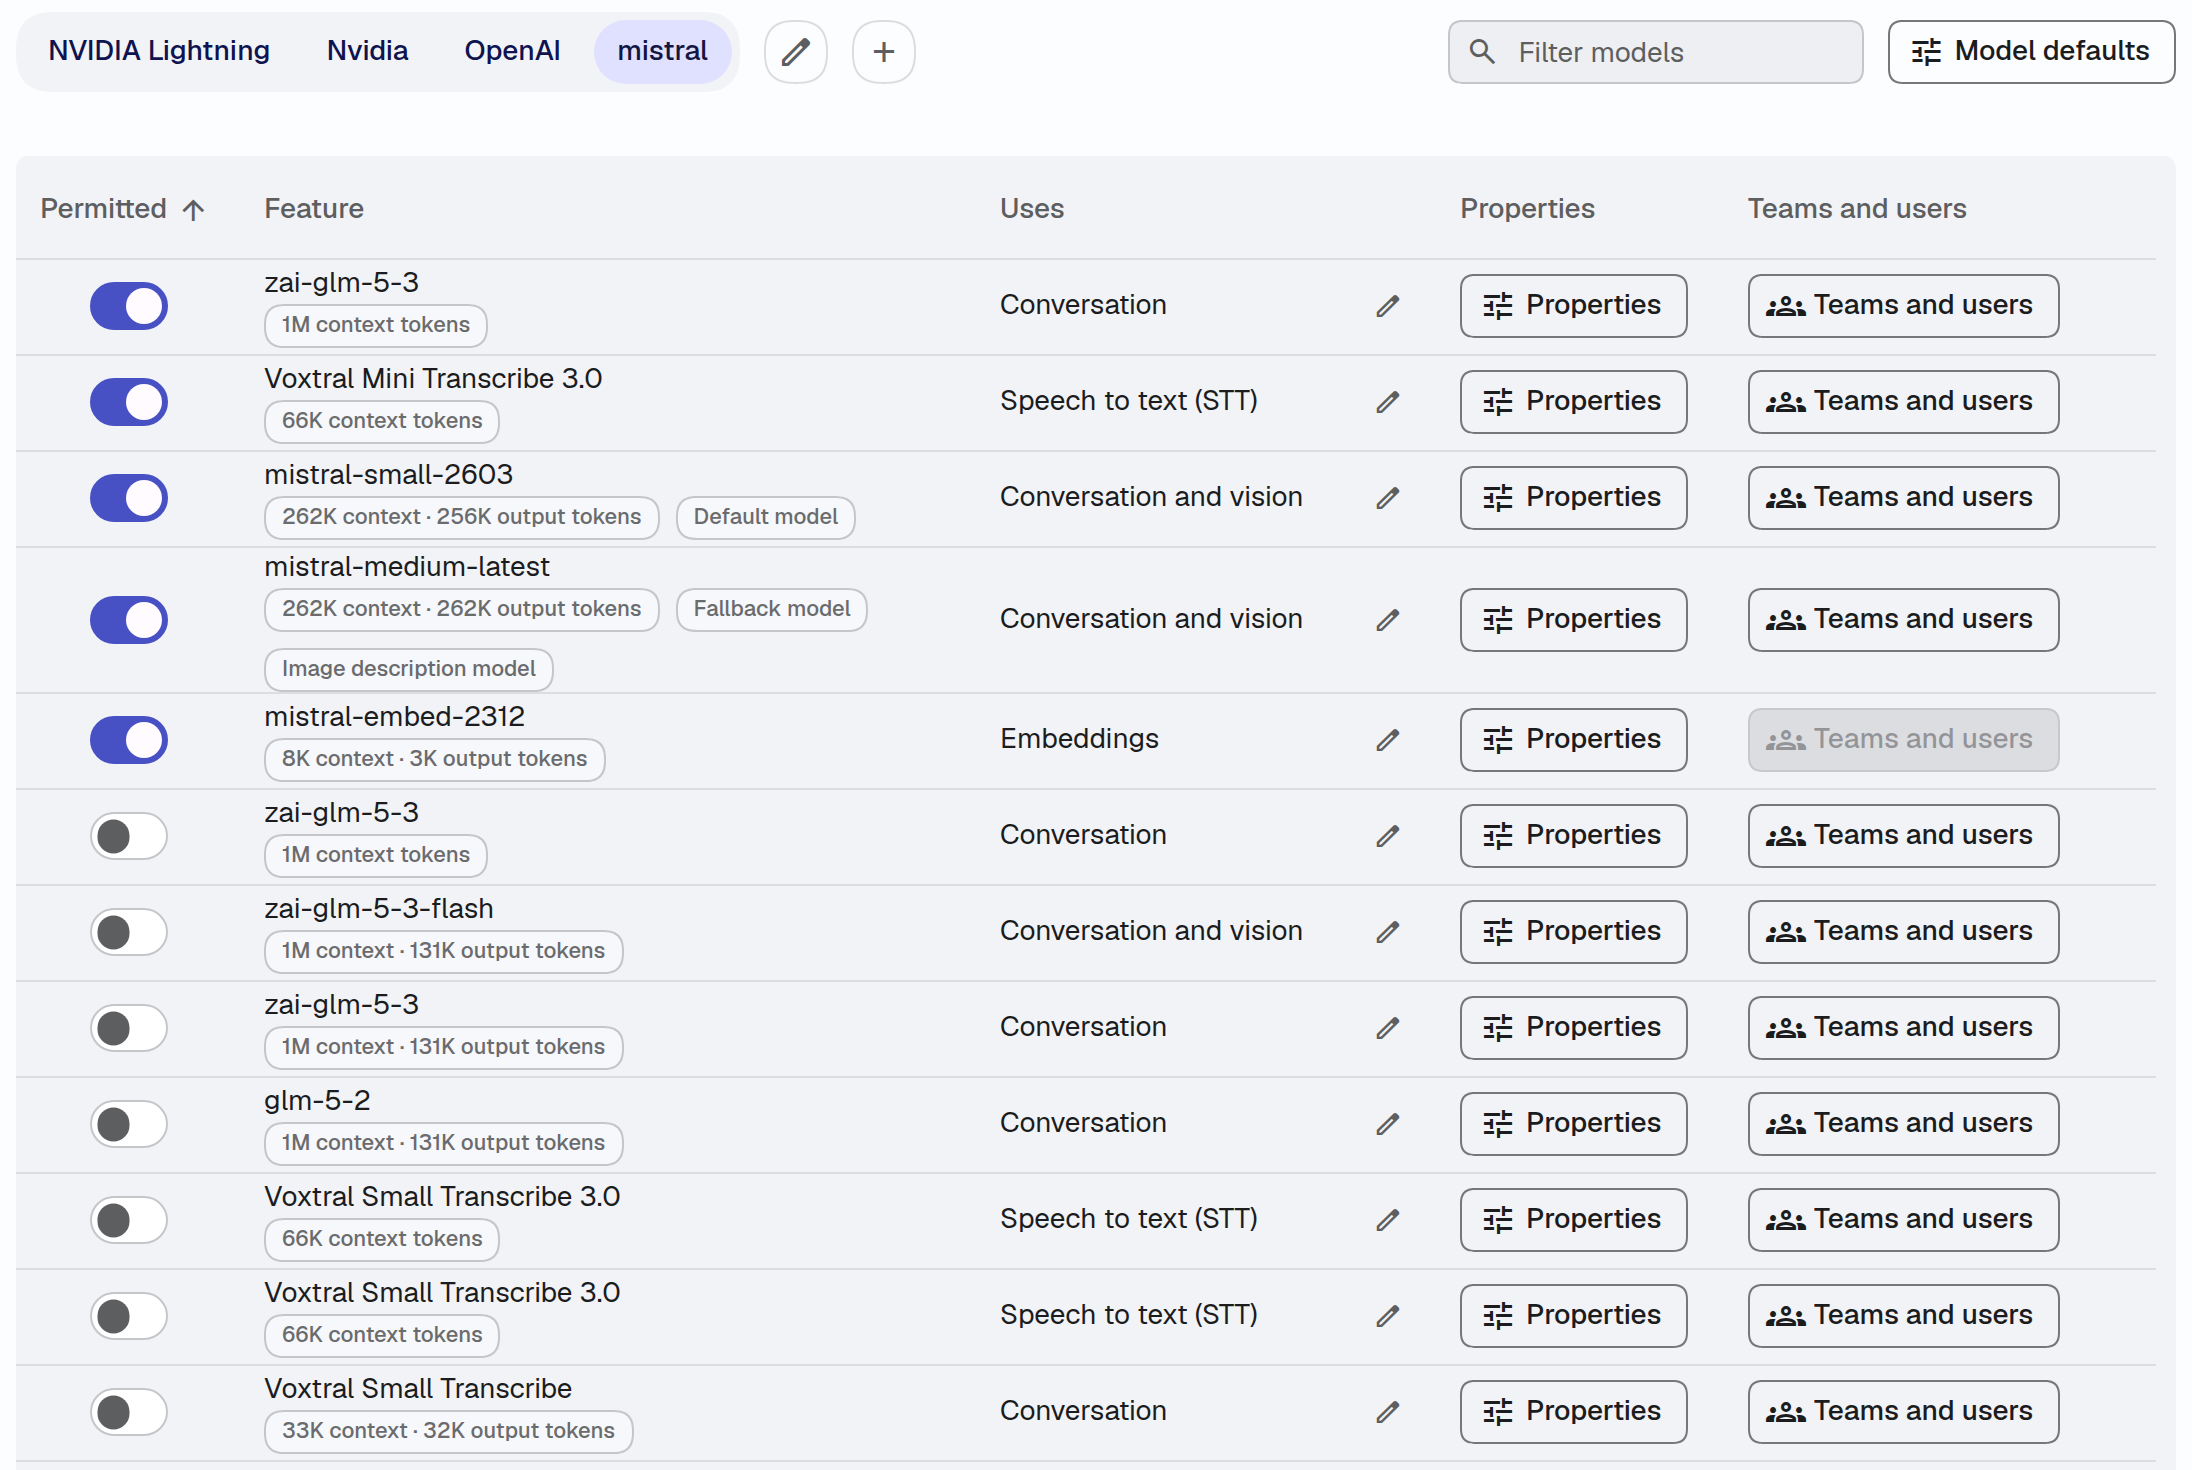 NVIDIA Lightning Nvidia OpenAI mistral Filter models Model defaults
Permitted Feature Uses Properties Teams and users
zai-glm-5-3
1M context tokens
Conversation Properties Teams and users
Voxtral Mini Transcribe 3.0
66K context tokens
Speech to text (STT) Properties Teams and users
mistral-small-2603
262K context · 256K output tokens Default model
Conversation and vision Properties Teams and users
mistral-medium-latest
262K context · 262K output tokens Fallback model
Image description model
Conversation and vision Properties Teams and users
mistral-embed-2312
8K context · 3K output tokens
Embeddings Properties Teams and users
zai-glm-5-3
1M context tokens
Conversation Properties Teams and users
zai-glm-5-3-flash
1M context · 131K output tokens
Conversation and vision Properties Teams and users
zai-glm-5-3
1M context · 131K output tokens
Conversation Properties Teams and users
glm-5-2
1M context · 131K output tokens
Conversation Properties Teams and users
Voxtral Small Transcribe 3.0
66K context tokens
Speech to text (STT) Properties Teams and users
Voxtral Small Transcribe 3.0
66K context tokens
Speech to text (STT) Properties Teams and users
Voxtral Small Transcribe
33K context · 32K output tokens
Conversation Properties Teams and users